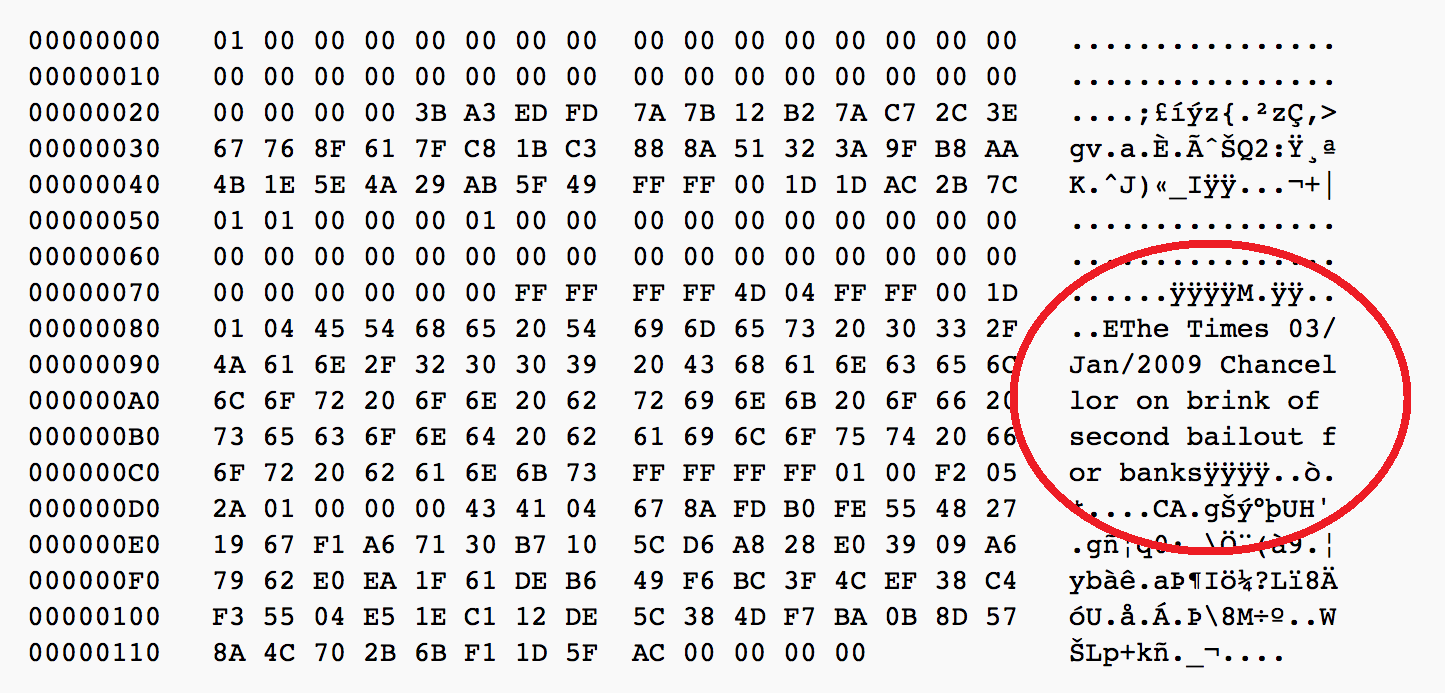 00000000 01 00 00 00 00 00 00 00 00 00 00 00 00 00 00 00 ................
00000010 00 00 00 00 00 00 00 00 00 00 00 00 00 00 00 00 ................
00000020 00 00 00 00 3B A3 ED FD 7A 7B 12 B2 7A C7 2C 3E ....;£íýz{.²zÇ,>
00000030 67 76 8F 61 7F C8 1B C3 88 8A 51 32 3A 9F B8 AA gv.a.È.ÈŠQ2:Ÿ¸ª
00000040 4B 1E 5E 4A 29 AB 5F 49 FF FF 00 1D 1D AC 2B 7C K.^J)«_Iÿÿ...¬+|
00000050 01 01 00 00 00 01 00 00 00 00 00 00 00 00 00 00 ................
00000060 00 00 00 00 00 00 00 00 00 00 00 00 00 00 00 00 ................
00000070 00 00 00 00 00 00 FF FF FF FF 4D 04 FF FF 00 1D ......ÿÿÿÿM.ÿÿ..
00000080 01 04 45 54 68 65 20 54 69 6D 65 73 20 30 33 2F ..EThe Times 03/
00000090 4A 61 6E 2F 32 30 30 39 20 43 68 61 6E 63 65 6C Jan/2009 Chancel
000000A0 6C 6F 72 20 6F 6E 20 62 72 69 6E 6B 20 6F 66 20 lor on brink of
000000B0 73 65 63 6F 6E 64 20 62 61 69 6C 6F 75 74 20 66 second bailout f
000000C0 6F 72 20 62 61 6E 6B 73 FF FF FF FF 01 00 F2 05 or banksÿÿÿÿ..ò.
000000D0 2A 01 00 00 00 43 41 04 67 8A FD B0 FE 55 48 27 *....CA.gŠý°þUH'
000000E0 19 67 F1 A6 71 30 B7 10 5C D6 A8 28 E0 39 09 A6 .gñ¦q0·.\Ö¨(à9.¦
000000F0 79 62 E0 EA 1F 61 DE B6 49 F6 BC 3F 4C EF 38 C4 ybàê.aÞ¶Iö¼?Lï8Ä
00000100 F3 55 04 E5 1E C1 12 DE 5C 38 4D F7 BA 0B 8D 57 óU.å.Á.Þ\8M÷º..W
00000110 8A 4C 70 2B 6B F1 1D 5F AC 00 00 00 00 ŠLp+kñ._¬....